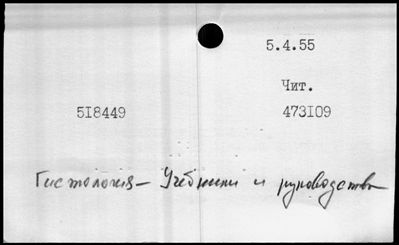 5.4.55
Чит.
518449 473109
Гистология — Учебники и руководства